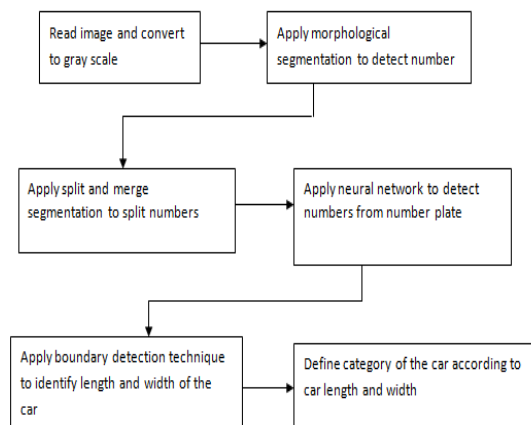 Read image and convert
to gray scale
Apply morphological
segmentation to detect number
Apply split and merge
segmentation to split numbers
Apply neural network to detect
numbers from number plate
Apply boundary detection technique
to identify length and width of the
car
Define category of the car according to
car length and width